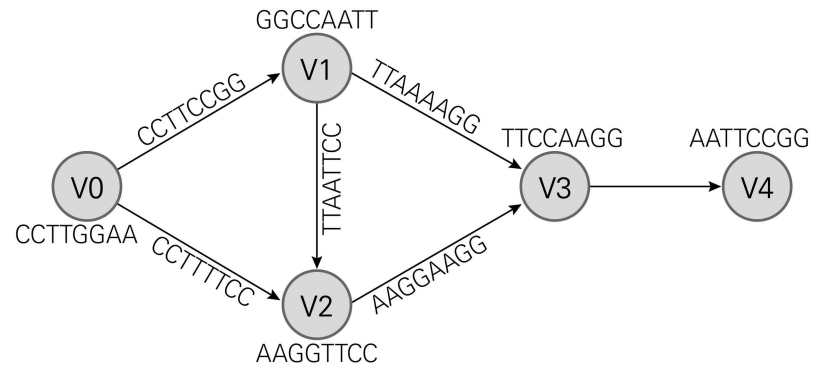 GGCCAATT
V1
CCTTCCGG
TTAAAAGG
TTCCAAGG
AATTCCGG
TTAATTCC
V0
V3
V4
CCTTGGAA
CCTTTTCC
AAGGAAGG
V2
AAGGTTCC